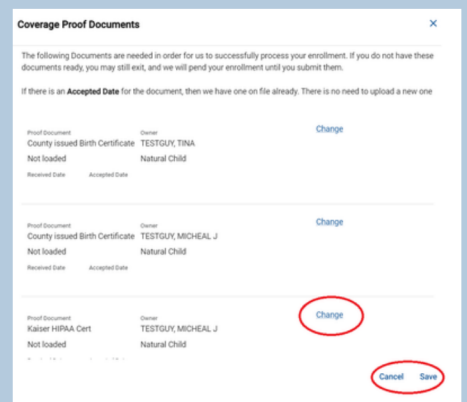 Coverage Proof Documents ×
The following Documents are needed in order for us to successfully process your enrollment. If you do not have these
documents ready, you may still exit, and we will pend your enrollment until you submit them.
If there is an Accepted Date for the document, then we have one on file already. There is no need to upload a new one
Change
Proof Document Owner
County issued Birth Certificate TESTGUY, TINA
Not loaded Natural Child
Received Date Accepted Date
Change
Proof Document Owner
County issued Birth Certificate TESTGUY, MICHEAL J
Not loaded Natural Child
Received Date Accepted Date
Change
Proof Document Owner
Kaiser HIPAA Cert TESTGUY, MICHEAL J
Not loaded Natural Child
Cancel Save